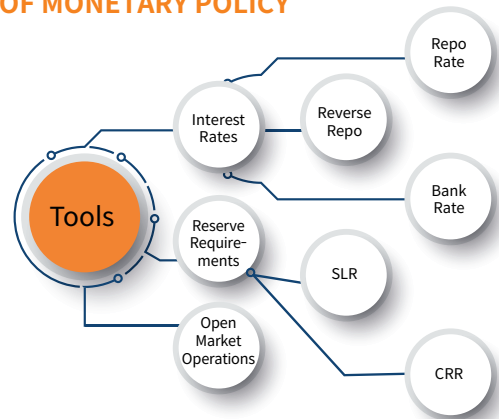 OF MONETARY POLICY
Repo
Rate
Interest
Rates
Reverse
Repo
Bank
Rate
Tools
Reserve
Require-
ments
SLR
Open
Market
Operations
CRR